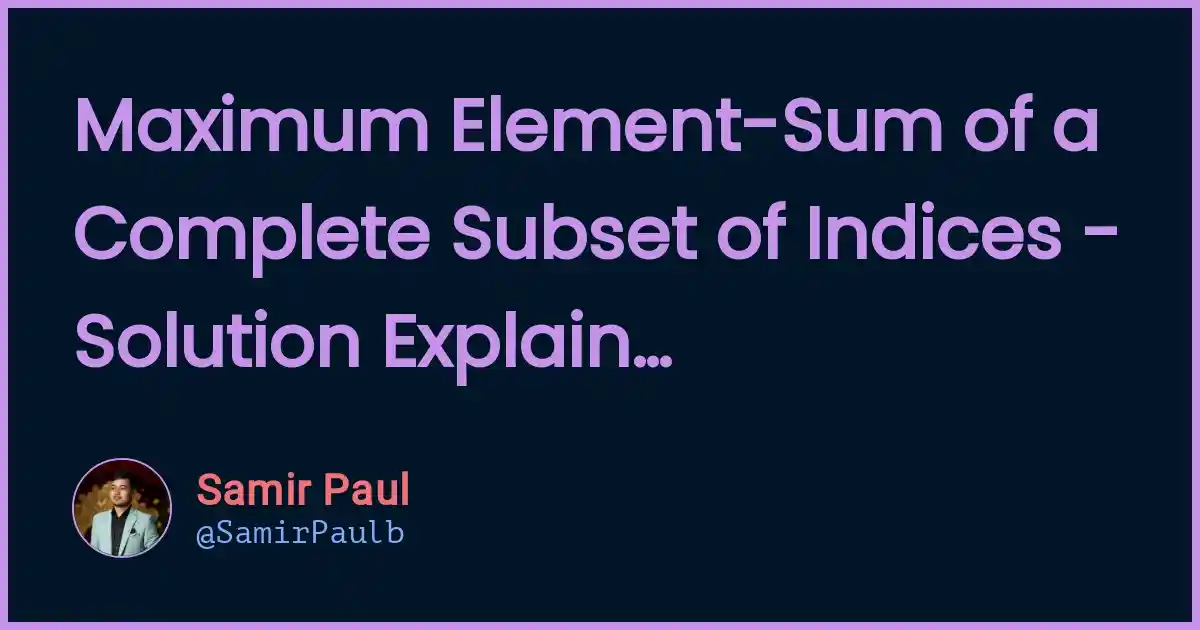 Maximum Element-Sum of a
Complete Subset of Indices -
Solution Explain...
Samir Paul
@SamirPaulb